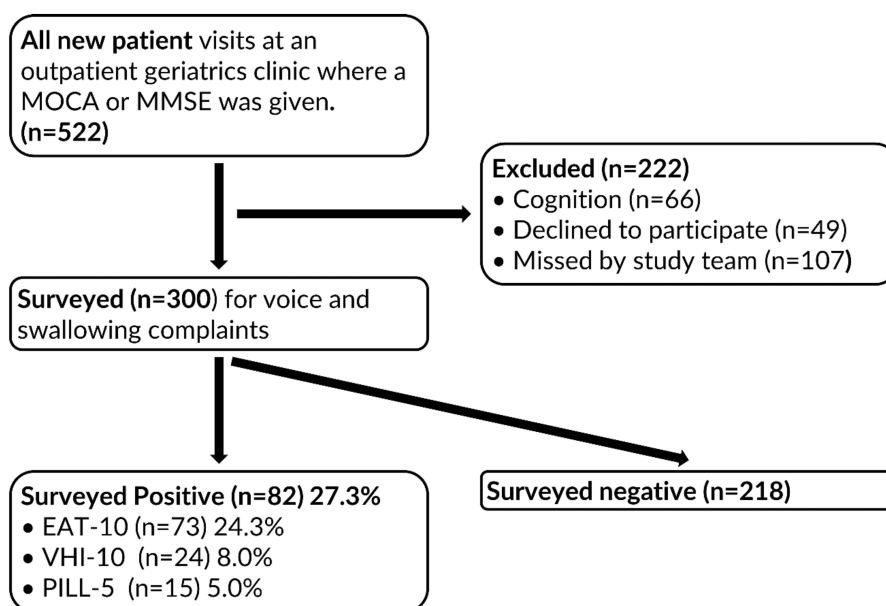 All new patient visits at an
outpatient geriatrics clinic where a
MOCA or MMSE was given.
(n=522)
Excluded (n=222)
• Cognition (n=66)
• Declined to participate (n=49)
• Missed by study team (n=107)
Surveyed (n=300) for voice and
swallowing complaints
Surveyed Positive (n=82) 27.3%
• EAT-10 (n=73) 24.3%
• VHI-10 (n=24) 8.0%
• PILL-5 (n=15) 5.0%
Surveyed negative (n=218)